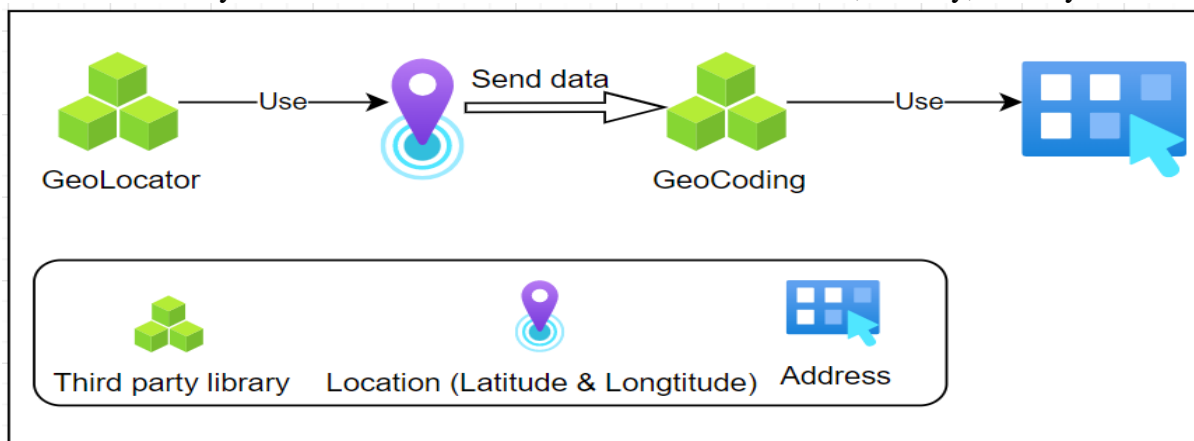 Send data
Use
Use
GeoLocator
GeoCoding
Third party library
Location (Latitude & Longtitude)
Address